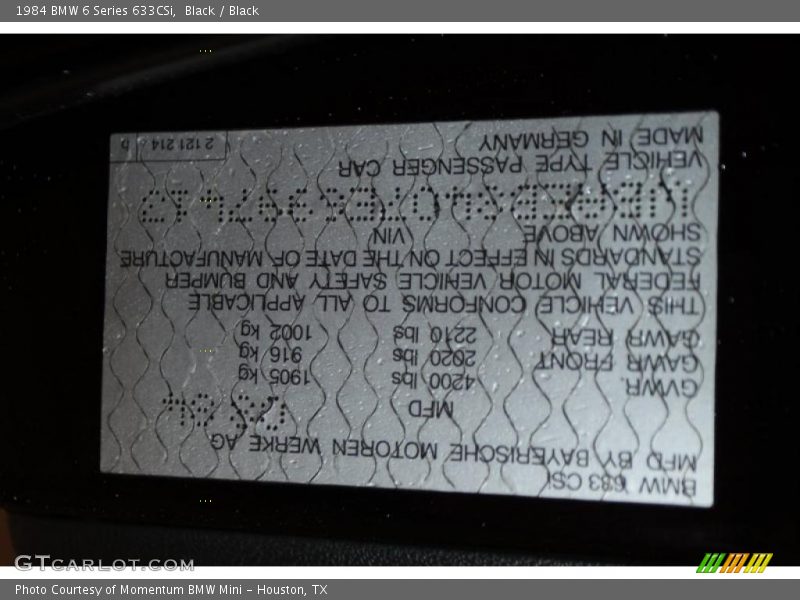 1984 BMW 6 Series 633CSi, Black / Black
BMW 633 CSi
MFD BY BAYERISCHE MOTOREN WERKE AG
MFD
GVWR. 4200 lbs 1905 kg
GAWR FRONT 2020 lbs 916 kg
GAWR REAR 2210 lbs 1002 kg
THIS VEHICLE CONFORMS TO ALL APPLICABLE
FEDERAL MOTOR VEHICLE SAFETY AND BUMPER
STANDARDS IN EFFECT ON THE DATE OF MANUFACTURE
SHOWN ABOVE VIN
VEHICLE TYPE PASSENGER CAR
MADE IN GERMANY
2 121 214
GTCARLOT.COM
Photo Courtesy of Momentum BMW Mini - Houston, TX